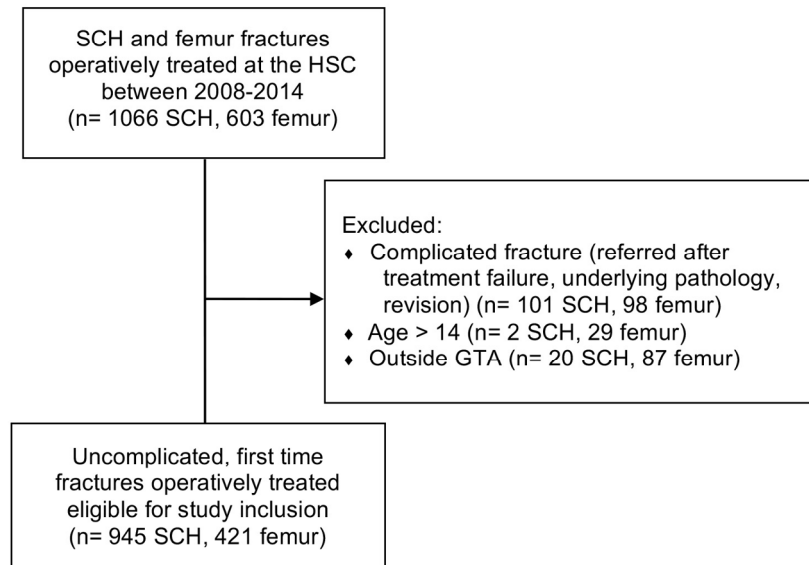 SCH and femur fractures
operatively treated at the HSC
between 2008-2014
(n= 1066 SCH, 603 femur)
Excluded:
♦ Complicated fracture (referred after
treatment failure, underlying pathology,
revision) (n= 101 SCH, 98 femur)
♦ Age > 14 (n= 2 SCH, 29 femur)
♦ Outside GTA (n= 20 SCH, 87 femur)
Uncomplicated, first time
fractures operatively treated
eligible for study inclusion
(n= 945 SCH, 421 femur)